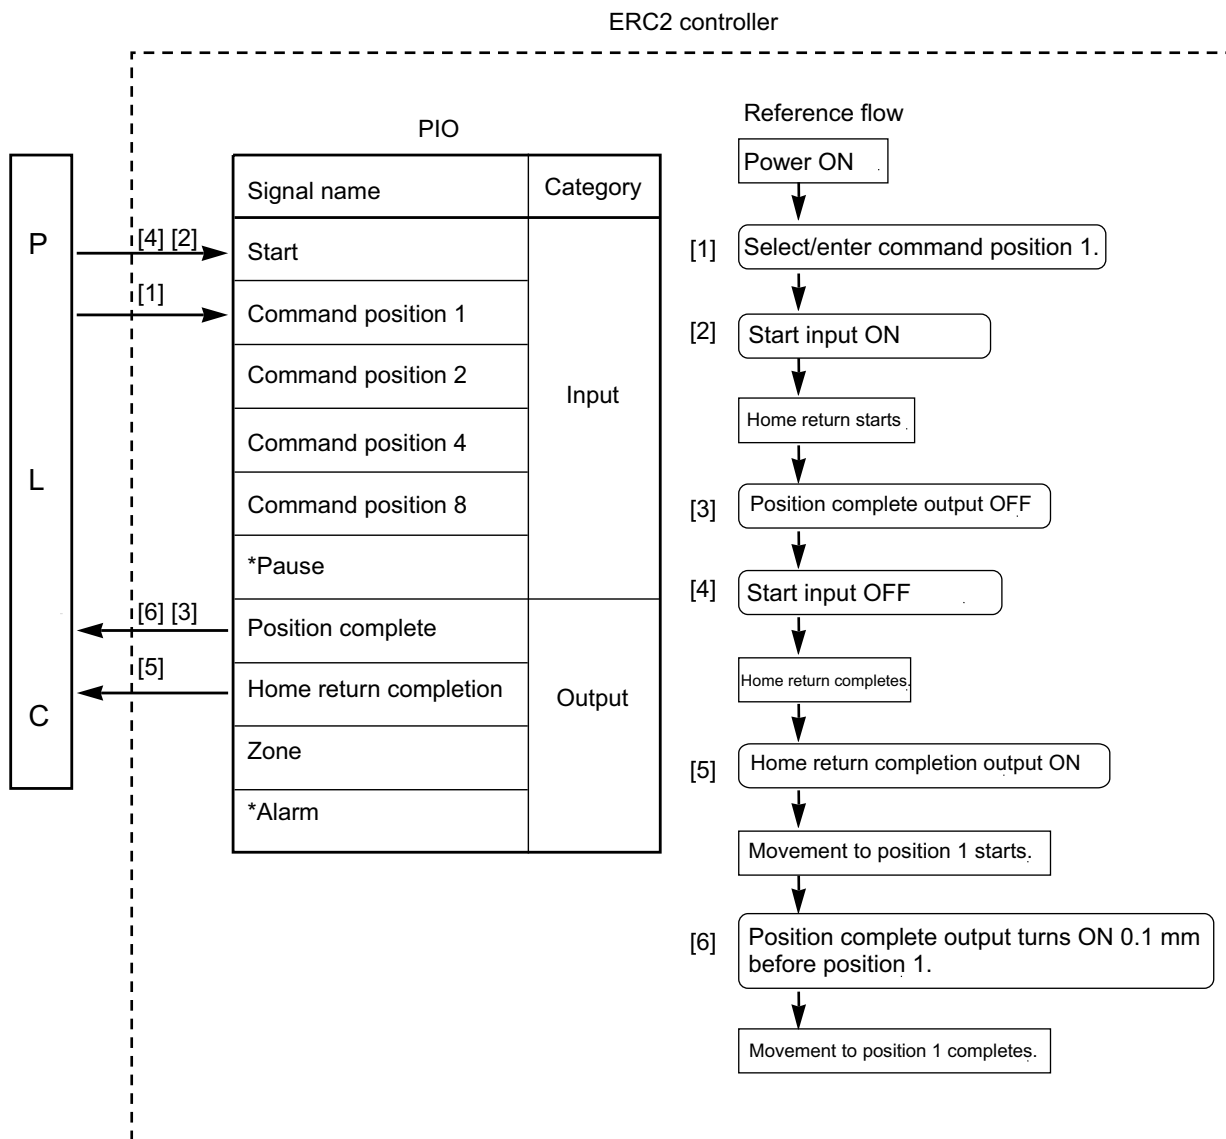 ERC2 controller
PIO
Signal name
Category
Start
Command position 1
Command position 2
Command position 4
Command position 8
*Pause
Input
Position complete
Home return completion
Zone
*Alarm
Output
P
L
C
[4] [2]
[1]
[6] [3]
[5]
Reference flow
Power ON
[1]
Select/enter command position 1.
[2]
Start input ON
Home return starts
[3]
Position complete output OFF
[4]
Start input OFF
Home return completes.
[5]
Home return completion output ON
Movement to position 1 starts.
[6]
Position complete output turns ON 0.1 mm
before position 1.
Movement to position 1 completes.